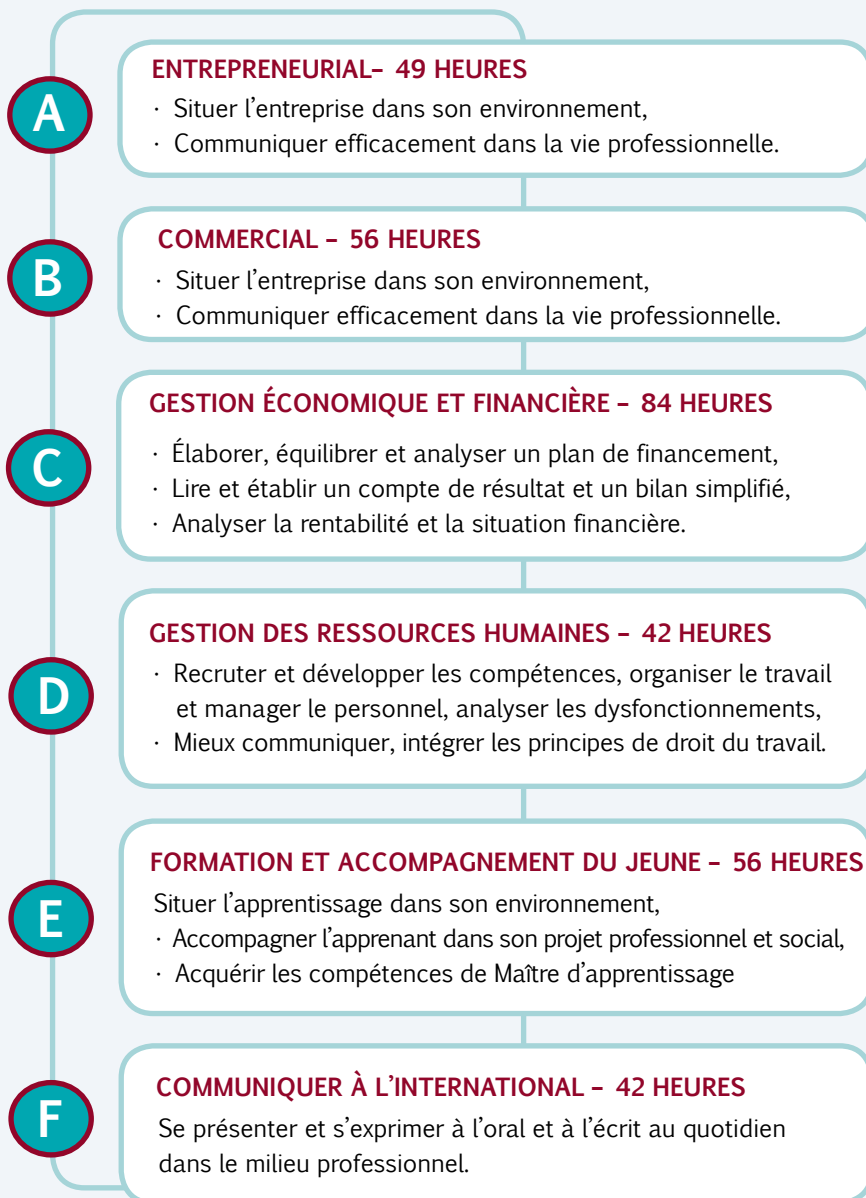 A
ENTREPRENEURIAL– 49 HEURES
· Situer l’entreprise dans son environnement,
· Communiquer efficacement dans la vie professionnelle.
B
COMMERCIAL – 56 HEURES
· Situer l’entreprise dans son environnement,
· Communiquer efficacement dans la vie professionnelle.
C
GESTION ÉCONOMIQUE ET FINANCIÈRE – 84 HEURES
· Élaborer, équilibrer et analyser un plan de financement,
· Lire et établir un compte de résultat et un bilan simplifié,
· Analyser la rentabilité et la situation financière.
D
GESTION DES RESSOURCES HUMAINES – 42 HEURES
· Recruter et développer les compétences, organiser le travail
et manager le personnel, analyser les dysfonctionnements,
· Mieux communiquer, intégrer les principes de droit du travail.
E
FORMATION ET ACCOMPAGNEMENT DU JEUNE – 56 HEURES
Situer l’apprentissage dans son environnement,
· Accompagner l’apprenant dans son projet professionnel et social,
· Acquérir les compétences de Maître d’apprentissage
F
COMMUNIQUER À L’INTERNATIONAL – 42 HEURES
Se présenter et s’exprimer à l’oral et à l’écrit au quotidien
dans le milieu professionnel.